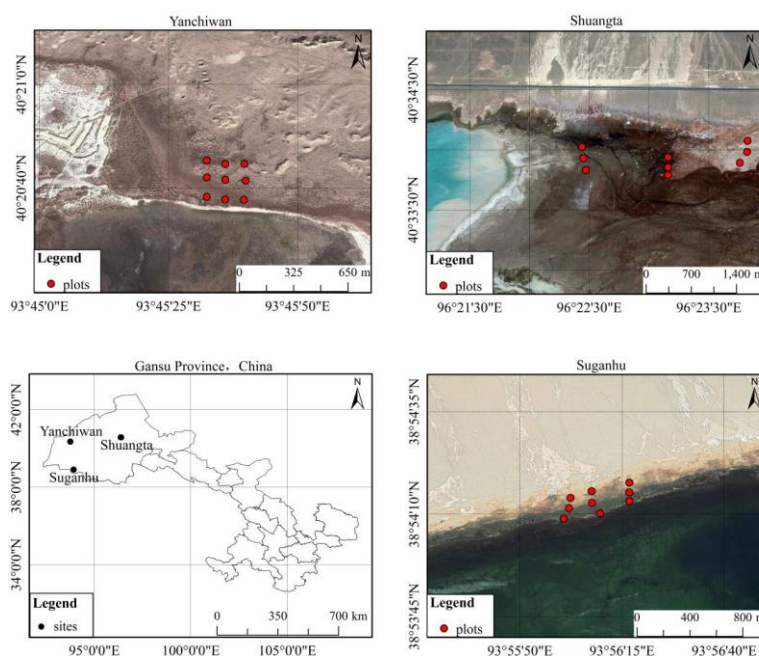 Yanchiwan
N
40°21'0"N
40°20'40"N
Legend
plots
0 325 650 m
93°45'0"E 93°45'25"E 93°45'50"E
Shuangta
N
40°34'30"N
40°33'30"N
Legend
plots
0 700 1,400 m
96°21'30"E 96°22'30"E 96°23'30"E
Gansu Province，China
N
42°0'0"N
38°0'0"N
34°0'0"N
Yanchiwan
Shuangta
Suganhu
Legend
sites
0 350 700 km
95°0'0"E 100°0'0"E 105°0'0"E
Suganhu
N
38°54'35"N
38°54'10"N
38°53'45"N
Legend
plots
0 400 800 m
93°55'50"E 93°56'15"E 93°56'40"E